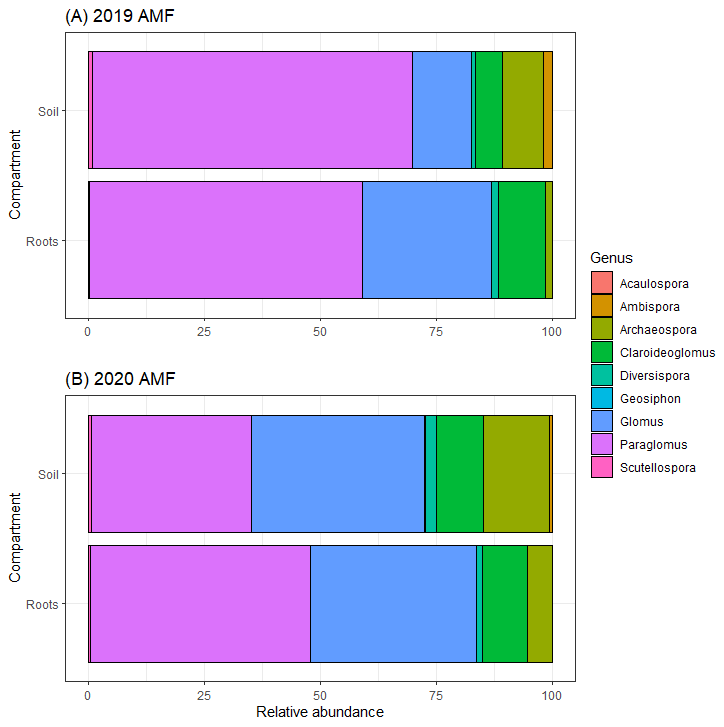 (A) 2019 AMF
Compartment
Soil
Roots
0 25 50 75 100
(B) 2020 AMF
Compartment
Soil
Roots
0 25 50 75 100
Relative abundance
Genus
Acaulospora
Ambispora
Archaeospora
Claroideoglomus
Diversispora
Geosiphon
Glomus
Paraglomus
Scutellospora